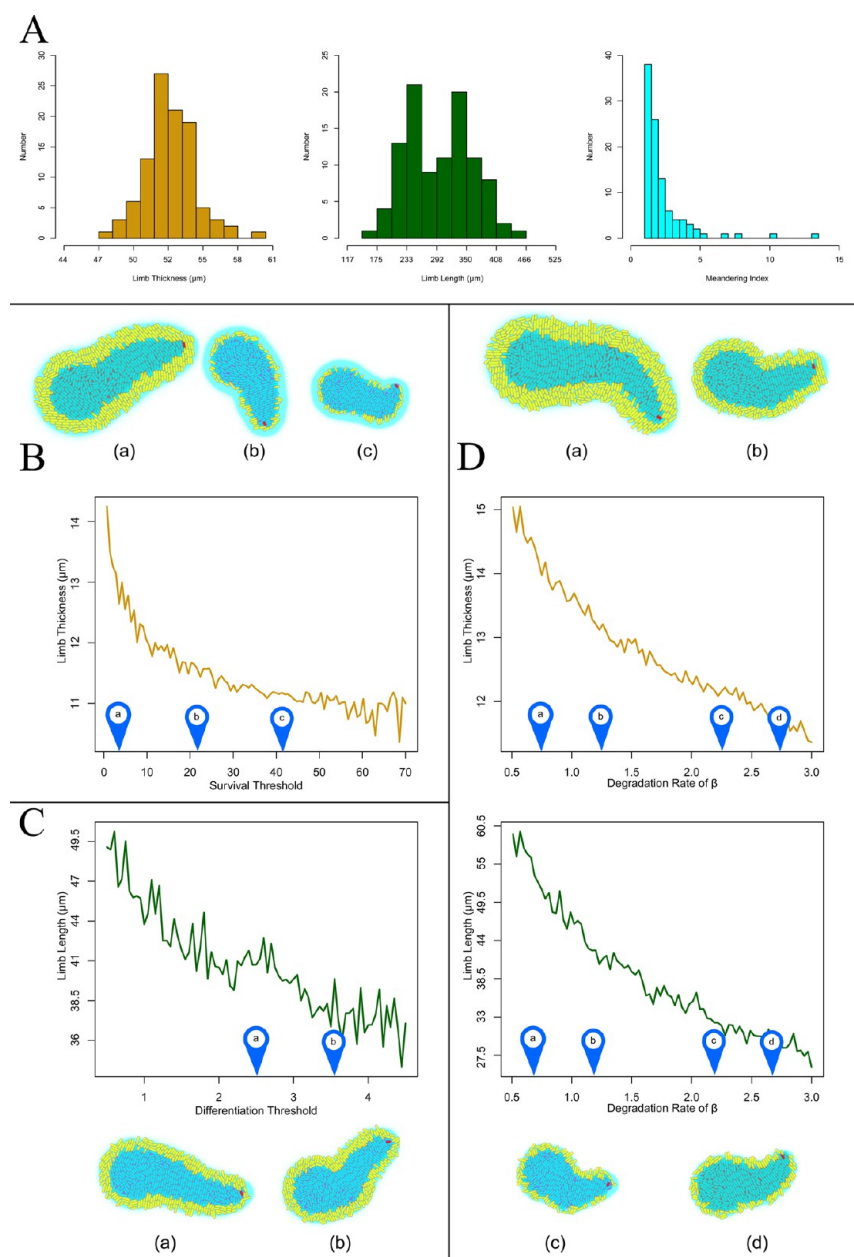 A
Number
30
25
20
15
10
5
0
44 47 50 52 55 58 61
Limb Thickness (μm)
Number
25
20
15
10
5
0
117 175 233 292 350 408 466 525
Limb Length (μm)
Number
40
30
20
10
0
0 5 10 15
Meandering Index
(a) (b) (c)
B
Limb Thickness (μm)
14
13
12
11
a b c
0 10 20 30 40 50 60 70
Survival Threshold
(a) (b)
D
Limb Thickness (μm)
15
14
13
12
a b c d
0.5 1.0 1.5 2.0 2.5 3.0
Degradation Rate of β
C
Limb Length (μm)
49.5
47
44
41
38.5
36
a b
1 2 3 4
Differentiation Threshold
(a) (b)
Limb Length (μm)
60.5
55
49.5
44
38.5
33
27.5
a b c d
0.5 1.0 1.5 2.0 2.5 3.0
Degradation Rate of β
(c) (d)